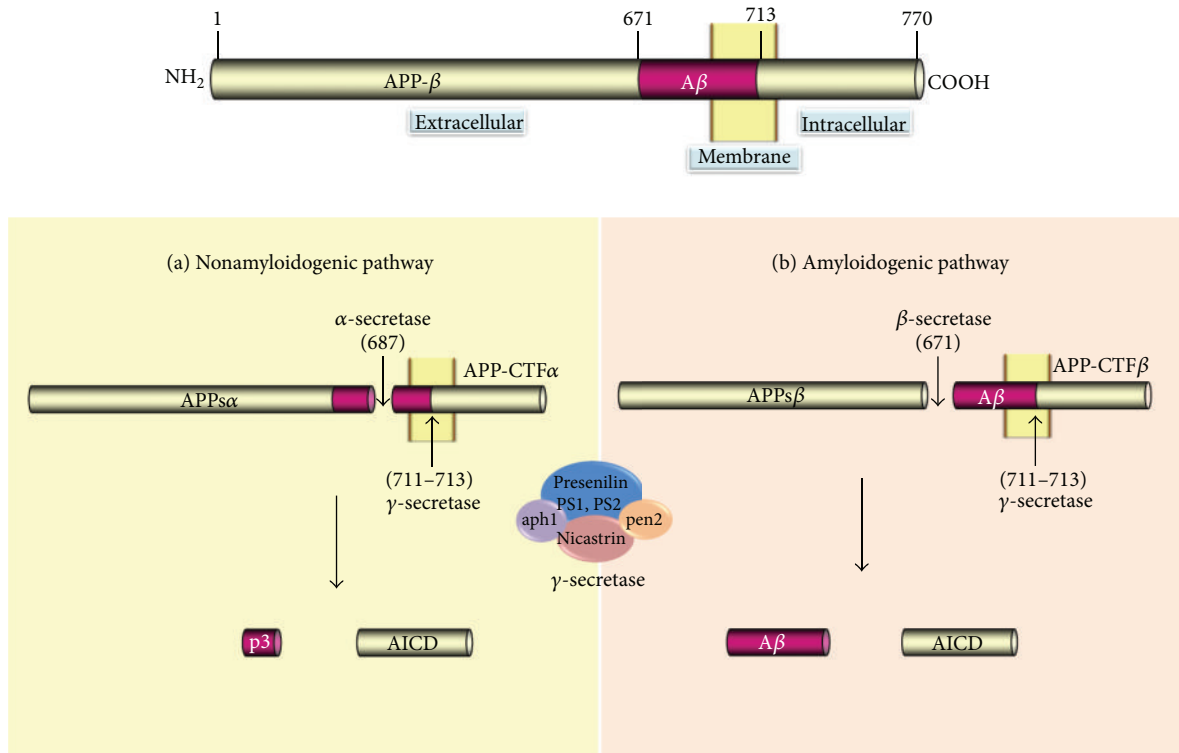 1
671
713
770
NH₂
APP-β
Aβ
COOH
Extracellular
Intracellular
Membrane
(a) Nonamyloidogenic pathway
α-secretase
(687)
APP-CTFα
APPsα
(711–713)
γ-secretase
p3
AICD
Presenilin
PS1, PS2
aph1
pen2
Nicastrin
γ-secretase
(b) Amyloidogenic pathway
β-secretase
(671)
APP-CTFβ
APPsβ
Aβ
(711–713)
γ-secretase
Aβ
AICD